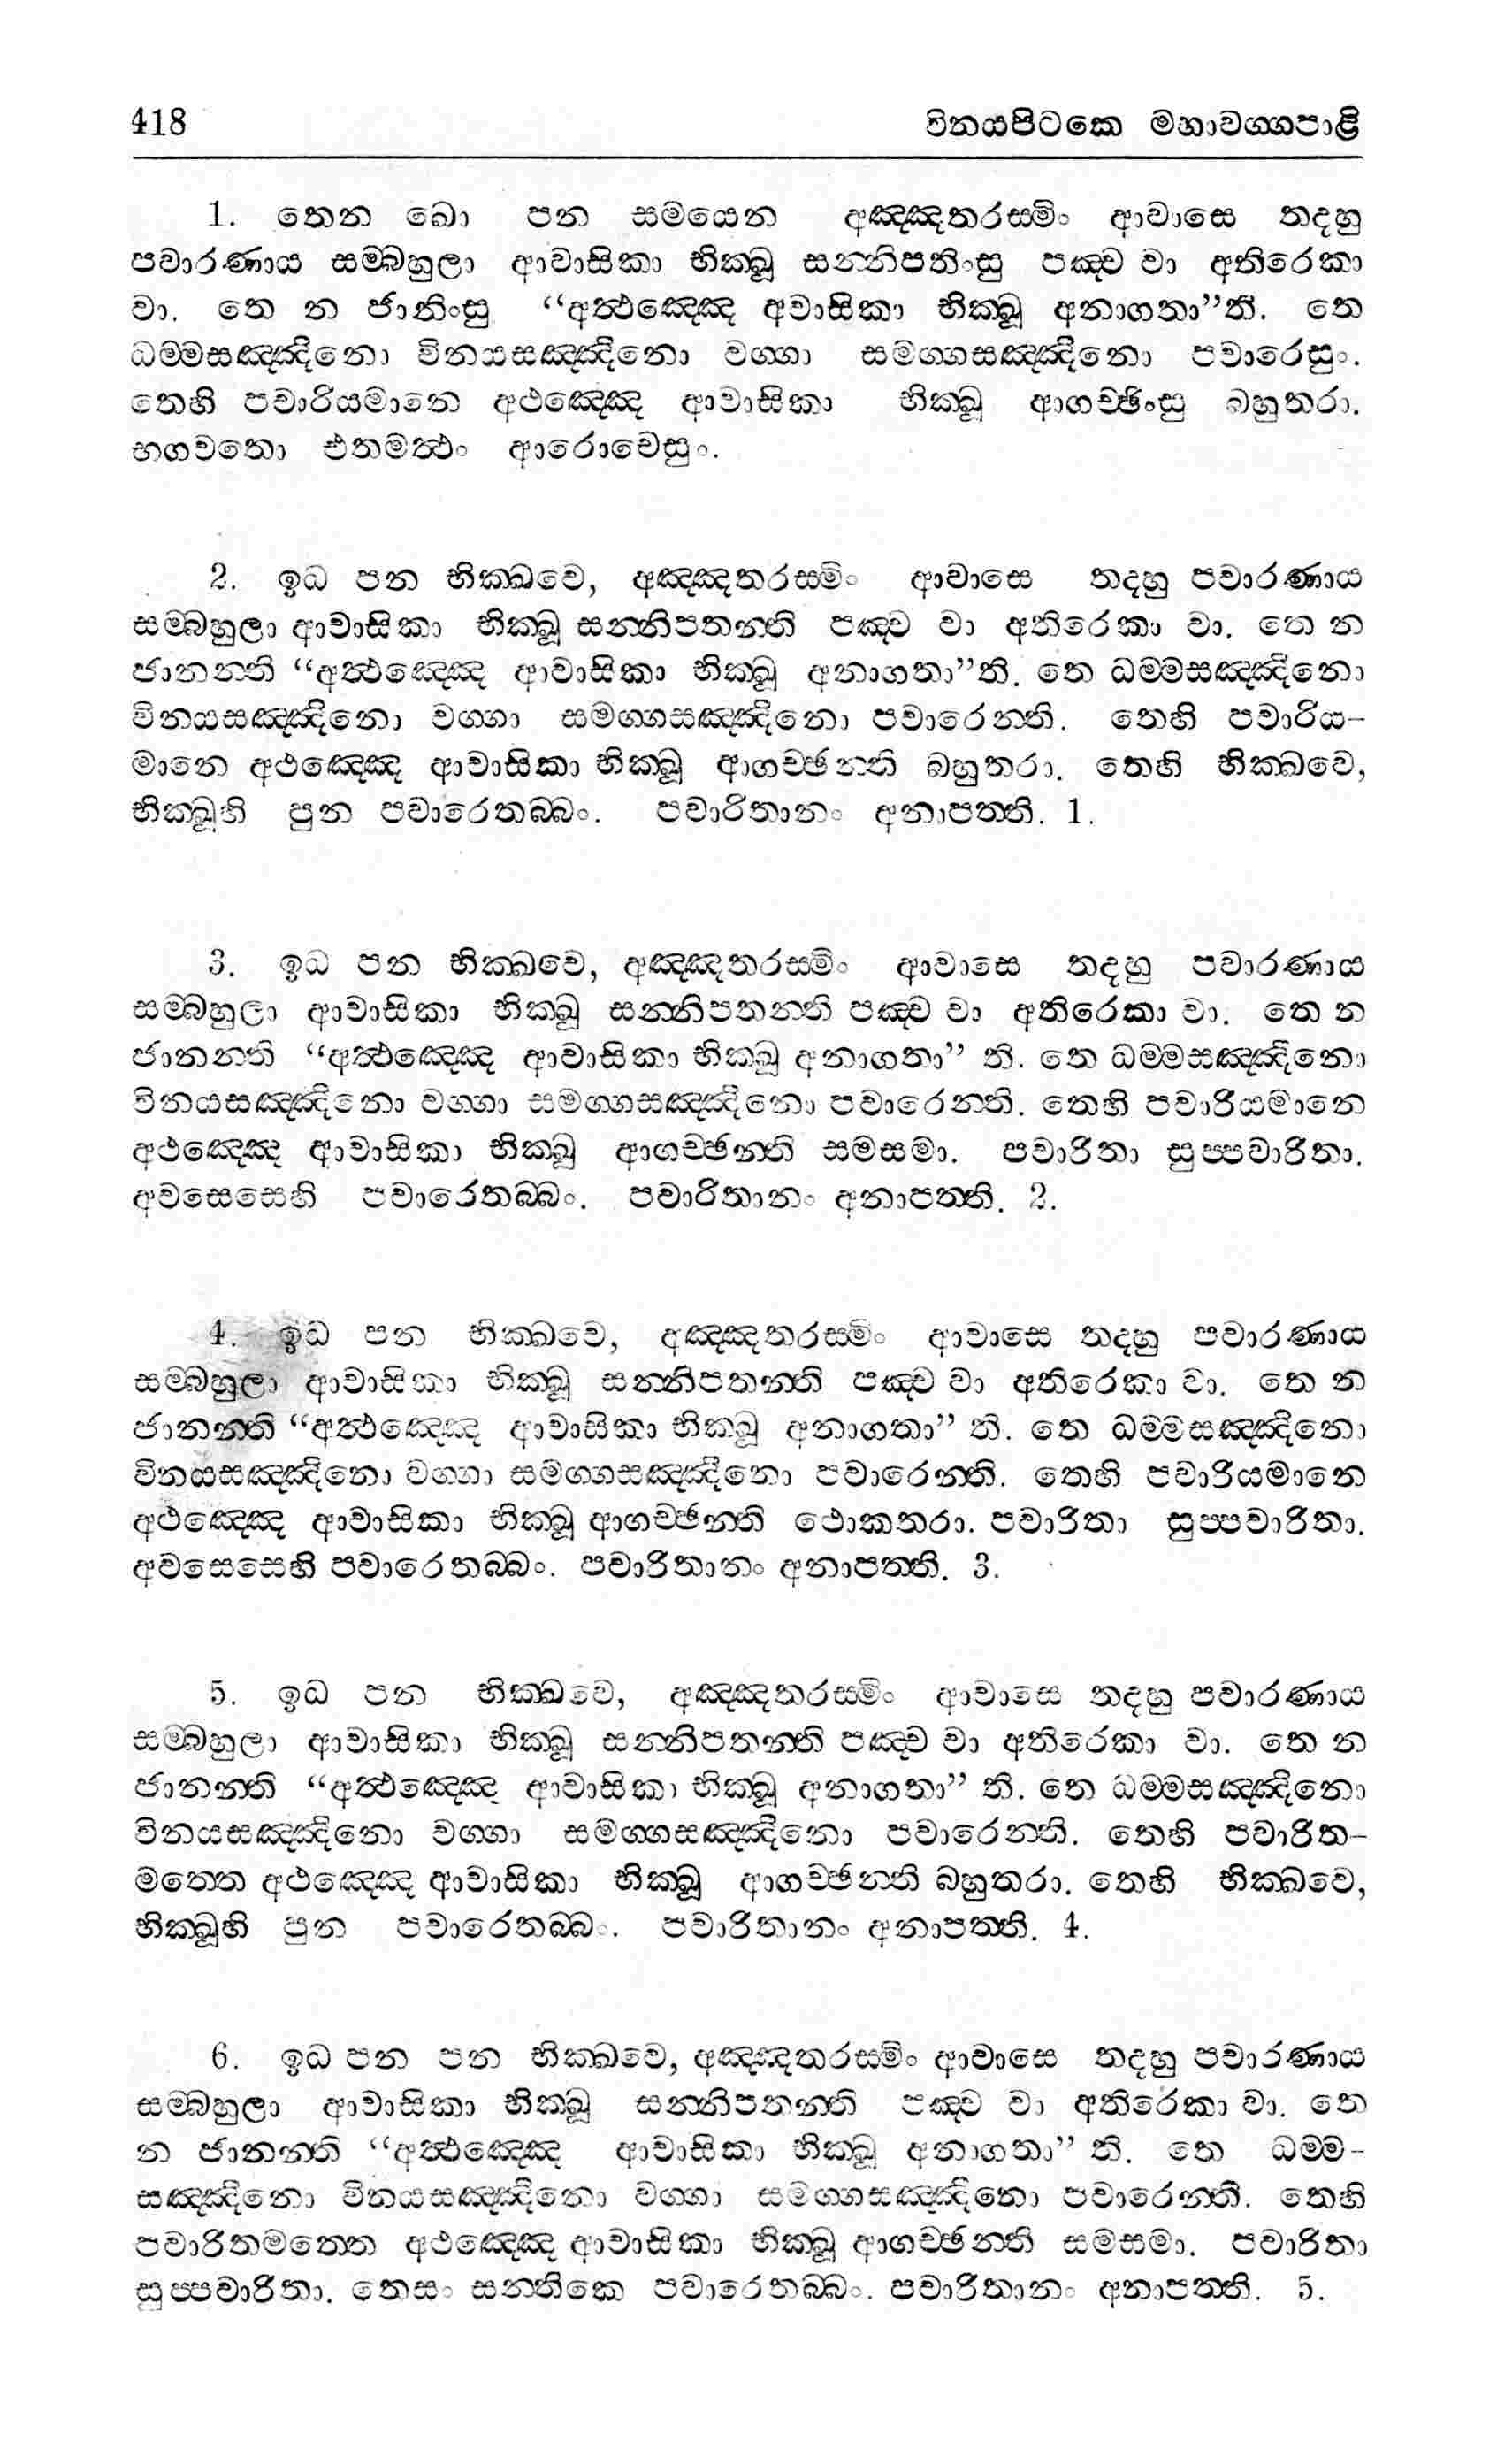 418 විනයපිටකෙ මහාවග්ගපාළි
1. තෙන ඛො පන සමයෙන අඤ්ඤතරස්මිං ආවාසෙ තදහු
පවාරණාය සම්බහුලා ආවාසිකා භික්ඛූ සන්නිපතිංසු පඤ්ච වා අතිරෙකා
වා. තෙ න ජානිංසු “අත්ථඤ්ඤෙ අවාසිකා භික්ඛූ අනාගතා”ති. තෙ
ධම්මසඤ්ඤිනො විනයසඤ්ඤිනො වග්ගා සමග්ගසඤ්ඤිනො පවාරෙසුං.
තෙහි පවාරියමානෙ අථඤ්ඤෙ ආවාසිකා භික්ඛූ ආගච්ඡිංසු බහුතරා.
භගවතො එතමත්ථං ආරොචෙසුං.
2. ඉධ පන භික්ඛවෙ, අඤ්ඤතරස්මිං ආවාසෙ තදහු පවාරණාය
සම්බහුලා ආවාසිකා භික්ඛූ සන්නිපතන්ති පඤ්ච වා අතිරෙකා වා. තෙ න
ජානන්ති “අත්ථඤ්ඤෙ ආවාසිකා භික්ඛූ අනාගතා”ති. තෙ ධම්මසඤ්ඤිනො
විනයසඤ්ඤිනො වග්ගා සමග්ගසඤ්ඤිනො පවාරෙන්ති. තෙහි පවාරිය-
මානෙ අථඤ්ඤෙ ආවාසිකා භික්ඛූ ආගච්ඡන්ති බහුතරා. තෙහි භික්ඛවෙ,
භික්ඛූහි පුන පවාරෙතබ්බං. පවාරිතානං අනාපත්ති. 1.
3. ඉධ පන භික්ඛවෙ, අඤ්ඤතරස්මිං ආවාසෙ තදහු පවාරණාය
සම්බහුලා ආවාසිකා භික්ඛූ සන්නිපතන්ති පඤ්ච වා අතිරෙකා වා. තෙ න
ජානන්ති “අත්ථඤ්ඤෙ ආවාසිකා භික්ඛූ අනාගතා” ති. තෙ ධම්මසඤ්ඤිනො
විනයසඤ්ඤිනො වග්ගා සමග්ගසඤ්ඤිනො පවාරෙන්ති. තෙහි පවාරියමානෙ
අථඤ්ඤෙ ආවාසිකා භික්ඛූ ආගච්ඡන්ති සමසමා. පවාරිතා සුප්පවාරිතා.
අවසෙසෙහි පවාරෙතබ්බං. පවාරිතානං අනාපත්ති. 2.
4. ඉධ පන භික්ඛවෙ, අඤ්ඤතරස්මිං ආවාසෙ තදහු පවාරණාය
සම්බහුලා ආවාසිකා භික්ඛූ සන්නිපතන්ති පඤ්ච වා අතිරෙකා වා. තෙ න
ජානන්ති “අත්ථඤ්ඤෙ ආවාසිකා භික්ඛූ අනාගතා” ති. තෙ ධම්මසඤ්ඤිනො
විනයසඤ්ඤිනො වග්ගා සමග්ගසඤ්ඤිනො පවාරෙන්ති. තෙහි පවාරියමානෙ
අථඤ්ඤෙ ආවාසිකා භික්ඛූ ආගච්ඡන්ති ථොකතරා. පවාරිතා සුප්පවාරිතා.
අවසෙසෙහි පවාරෙතබ්බං. පවාරිතානං අනාපත්ති. 3.
5. ඉධ පන භික්ඛවෙ, අඤ්ඤතරස්මිං ආවාසෙ තදහු පවාරණාය
සම්බහුලා ආවාසිකා භික්ඛූ සන්නිපතන්ති පඤ්ච වා අතිරෙකා වා. තෙ න
ජානන්ති “අත්ථඤ්ඤෙ ආවාසිකා භික්ඛූ අනාගතා” ති. තෙ ධම්මසඤ්ඤිනො
විනයසඤ්ඤිනො වග්ගා සමග්ගසඤ්ඤිනො පවාරෙන්ති. තෙහි පවාරිත-
මත්තෙ අථඤ්ඤෙ ආවාසිකා භික්ඛූ ආගච්ඡන්ති බහුතරා. තෙහි භික්ඛවෙ,
භික්ඛූහි පුන පවාරෙතබ්බං. පවාරිතානං අනාපත්ති. 4.
6. ඉධ පන පන භික්ඛවෙ, අඤ්ඤතරස්මිං ආවාසෙ තදහු පවාරණාය
සම්බහුලා ආවාසිකා භික්ඛූ සන්නිපතන්ති පඤ්ච වා අතිරෙකා වා. තෙ
න ජානන්ති “අත්ථඤ්ඤෙ ආවාසිකා භික්ඛූ අනාගතා” ති. තෙ ධම්ම-
සඤ්ඤිනො විනයසඤ්ඤිනො වග්ගා සමග්ගසඤ්ඤිනො පවාරෙන්ති. තෙහි
පවාරිතමත්තෙ අථඤ්ඤෙ ආවාසිකා භික්ඛූ ආගච්ඡන්ති සමසමා. පවාරිතා
සුප්පවාරිතා. තෙසං සන්තිකෙ පවාරෙතබ්බං. පවාරිතානං අනාපත්ති. 5.